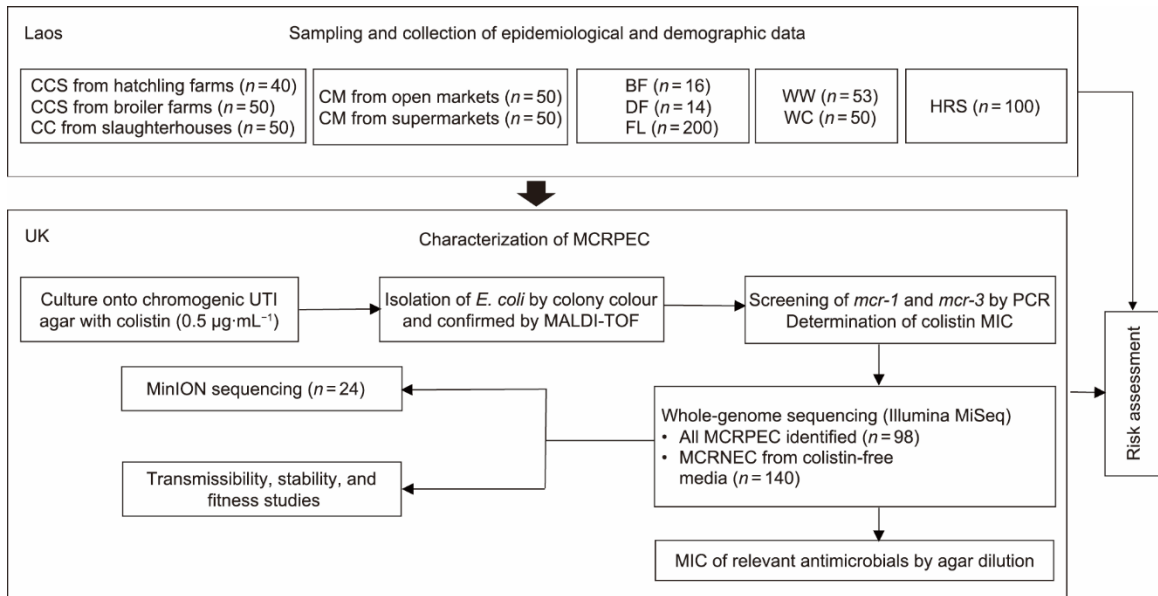 Laos
Sampling and collection of epidemiological and demographic data
CCS from hatchling farms (n=40)
CCS from broiler farms (n=50)
CC from slaughterhouses (n=50)
CM from open markets (n=50)
CM from supermarkets (n=50)
BF (n=16)
DF (n=14)
FL (n=200)
WW (n=53)
WC (n=50)
HRS (n=100)
UK
Characterization of MCRPEC
Culture onto chromogenic UTI
agar with colistin (0.5 µg·mL⁻¹)
Isolation of E. coli by colony colour
and confirmed by MALDI-TOF
Screening of mcr-1 and mcr-3 by PCR
Determination of colistin MIC
MinION sequencing (n=24)
Transmissibility, stability, and
fitness studies
Whole-genome sequencing (Illumina MiSeq)
• All MCRPEC identified (n=98)
• MCRNEC from colistin-free
media (n=140)
MIC of relevant antimicrobials by agar dilution
Risk assessment